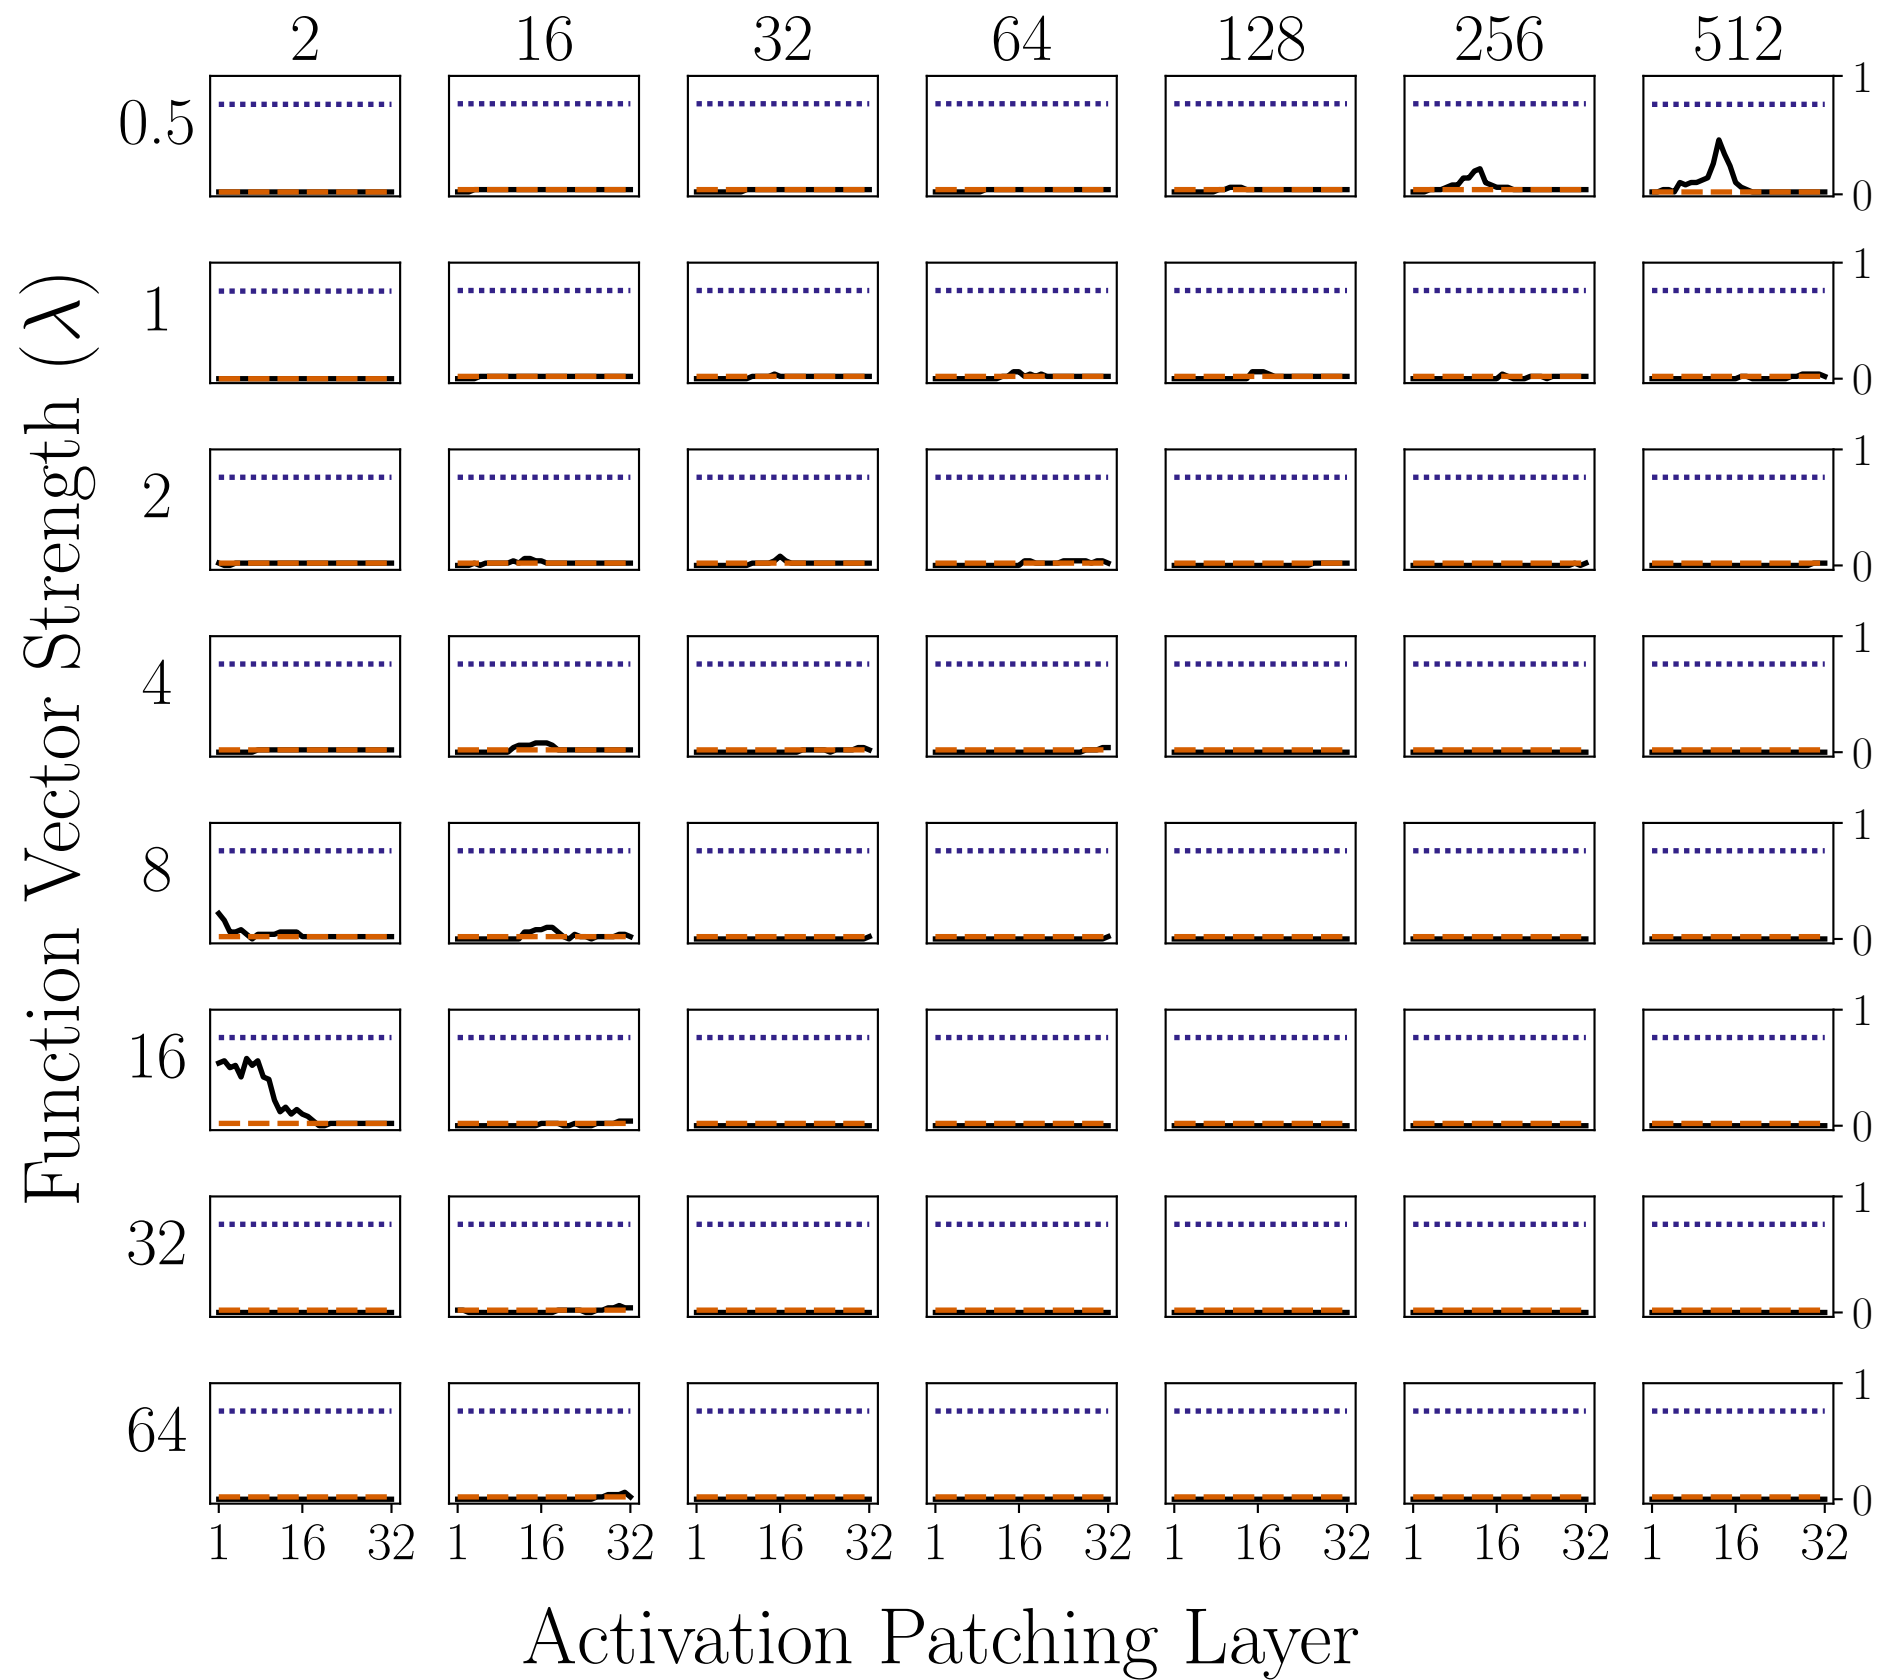 2 16 32 64 128 256 512
Function Vector Strength (λ)
0.5 1 0
1 1 0
2 1 0
4 1 0
8 1 0
16 1 0
32 1 0
64 1 0
1 16 32 1 16 32 1 16 32 1 16 32 1 16 32 1 16 32 1 16 32
Activation Patching Layer